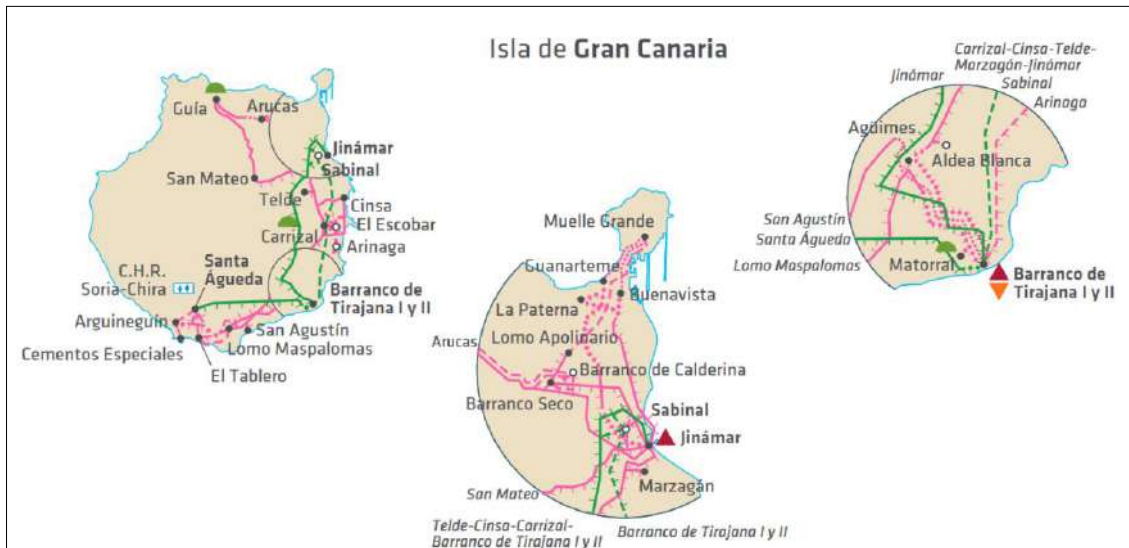 Isla de Gran Canaria
Guía
Arucas
Jinámar
Sabinal
San Mateo
Telde
Cinsa
El Escobar
Carrizal
Arinaga
C.H.R.
Soria-Chira
Santa
Águeda
Barranco de
Tirajana I y II
Arguineguín
San Agustín
Cementos Especiales
Lomo Maspalomas
El Tablero
Muelle Grande
Guanarteme
Buenavista
La Paterna
Lomo Apolinario
Arucas
Barranco de Calderina
Barranco Seco
Sabinal
Jinámar
Marzagán
San Mateo
Telde-Cinsa-Carrizal-
Barranco de Tirajana I y II
Barranco de Tirajana I y II
Carrizal-Cinsa-Telde-
Marzagán-Jinámar
Jinámar
Sabinal
Arinaga
Agüimes
Aldea Blanca
San Agustín
Santa Águeda
Lomo Maspalomas
Matorral
Barranco de
Tirajana I y II